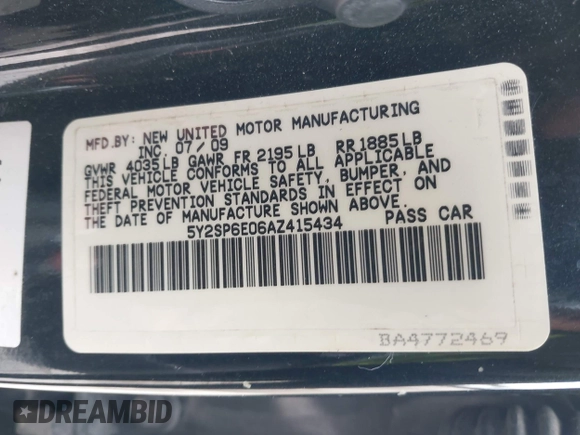 MFD.BY: NEW UNITED MOTOR MANUFACTURING
INC. 07/09
GVWR 4035LB GAWR FR 2195LB RR 1885LB
THIS VEHICLE CONFORMS TO ALL APPLICABLE
FEDERAL MOTOR VEHICLE SAFETY, BUMPER, AND
THEFT PREVENTION STANDARDS IN EFFECT ON
THE DATE OF MANUFACTURE SHOWN ABOVE.
5Y2SP6E06AZ415434 PASS CAR
BA4772469
DREAMBID